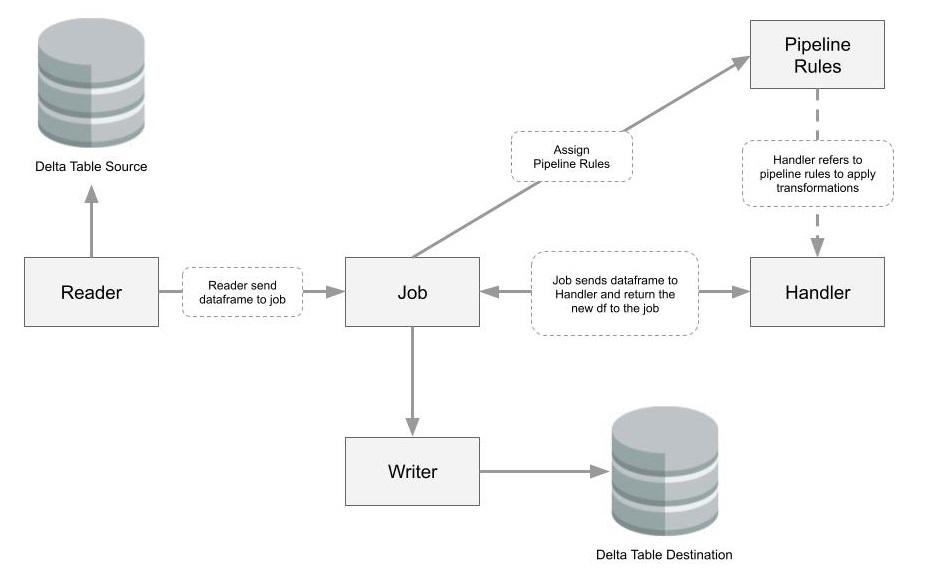 Pipeline
Rules
Assign
Pipeline Rules
Handler refers to
pipeline rules to apply
transformations
Delta Table Source
Reader
Reader send
dataframe to job
Job
Job sends dataframe to
Handler and return the
new df to the job
Handler
Writer
Delta Table Destination